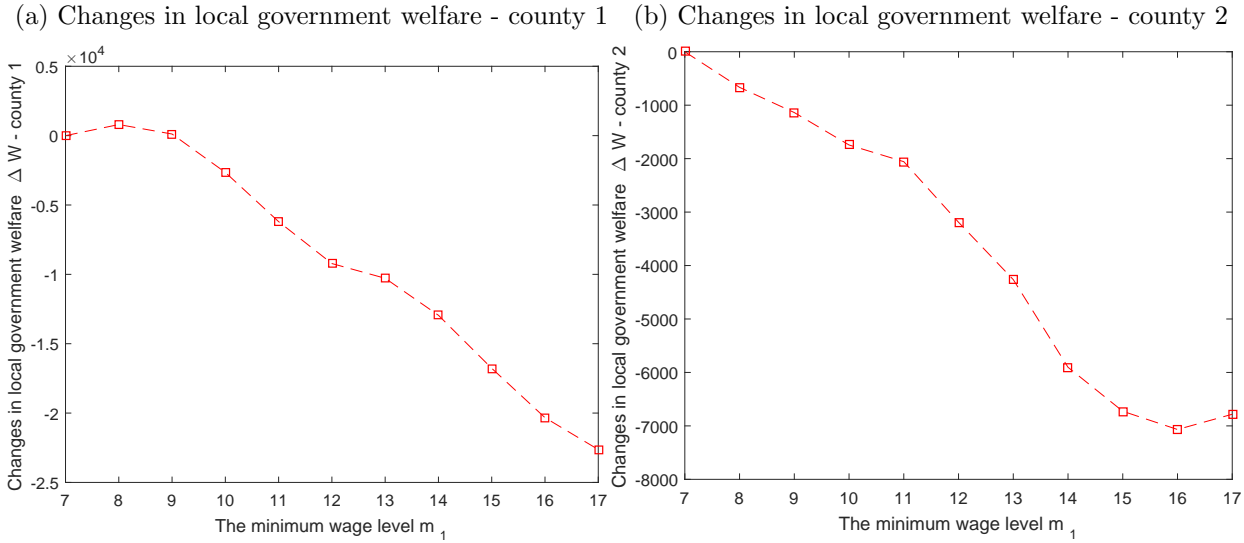 (a) Changes in local government welfare - county 1
×10⁴
0.5
0
-0.5
-1
-1.5
-2
-2.5
7 8 9 10 11 12 13 14 15 16 17
Changes in local government welfare Δ W - county 1
The minimum wage level m 1
(b) Changes in local government welfare - county 2
0
-1000
-2000
-3000
-4000
-5000
-6000
-7000
-8000
7 8 9 10 11 12 13 14 15 16 17
Changes in local government welfare Δ W - county 2
The minimum wage level m 1